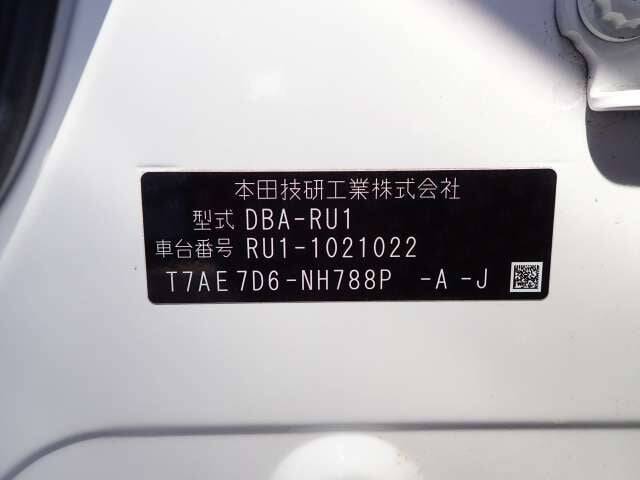 本田技研工業株式会社
型式 DBA-RU1
車台番号 RU1-1021022
T7AE7D6-NH788P -A-J